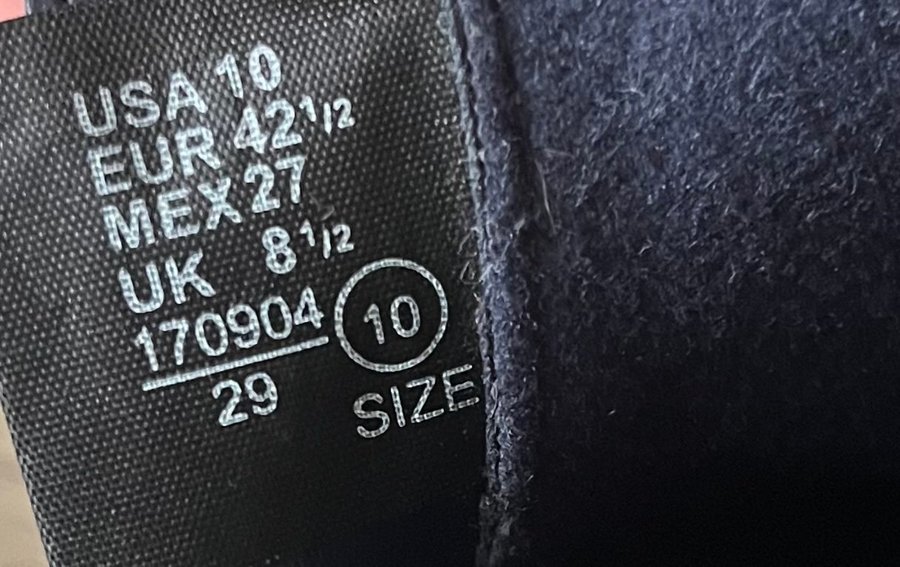 USA 10
EUR 42 1/2
MEX 27
UK 8 1/2
170904
29
10
SIZE